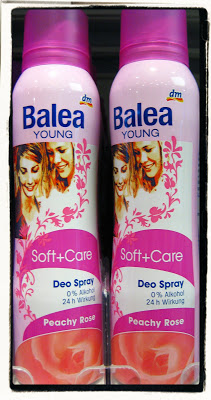 dm
Balea
YOUNG
Soft+Care
Deo Spray
0% Alkohol
24 h Wirkung
Peachy Rose
dm
Balea
YOUNG
Soft+Care
Deo Spray
0% Alkohol
24 h Wirkung
Peachy Rose